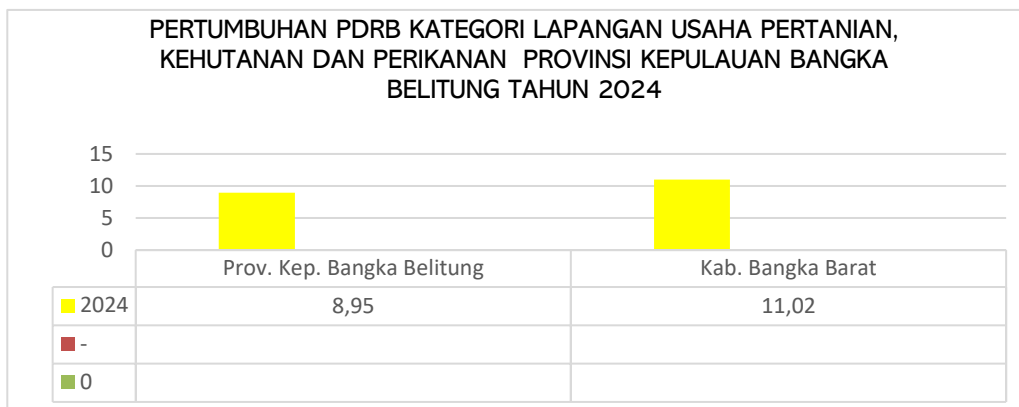 PERTUMBUHAN PDRB KATEGORI LAPANGAN USAHA PERTANIAN,
KEHUTANAN DAN PERIKANAN PROVINSI KEPULAUAN BANGKA
BELITUNG TAHUN 2024
15
10
5
0
Prov. Kep. Bangka Belitung Kab. Bangka Barat
2024 8,95 11,02
-
0